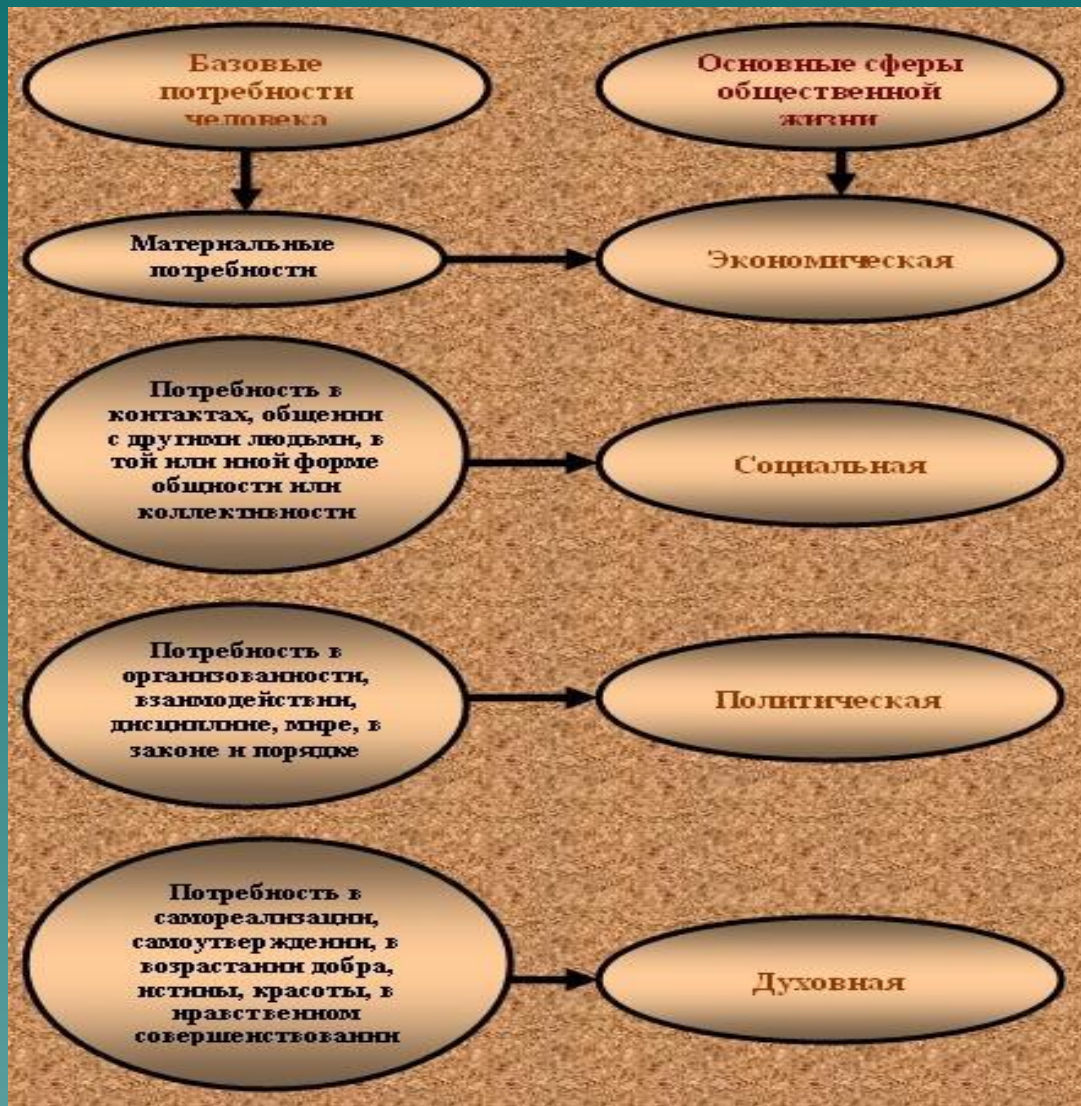 Базовые
потребности
человека
Основные сферы
общественной
жизни
Материальные
потребности
Экономическая
Потребность в
контактах, общении
с другими людьми, в
той или иной форме
общности или
коллективности
Социальная
Потребность в
организованности,
взаимодействии,
дисциплине, мире, в
законе и порядке
Политическая
Потребность в
самореализации,
самоутверждении, в
возрастании добра,
истины, красоты, в
нравственном
совершенствовании
Духовная